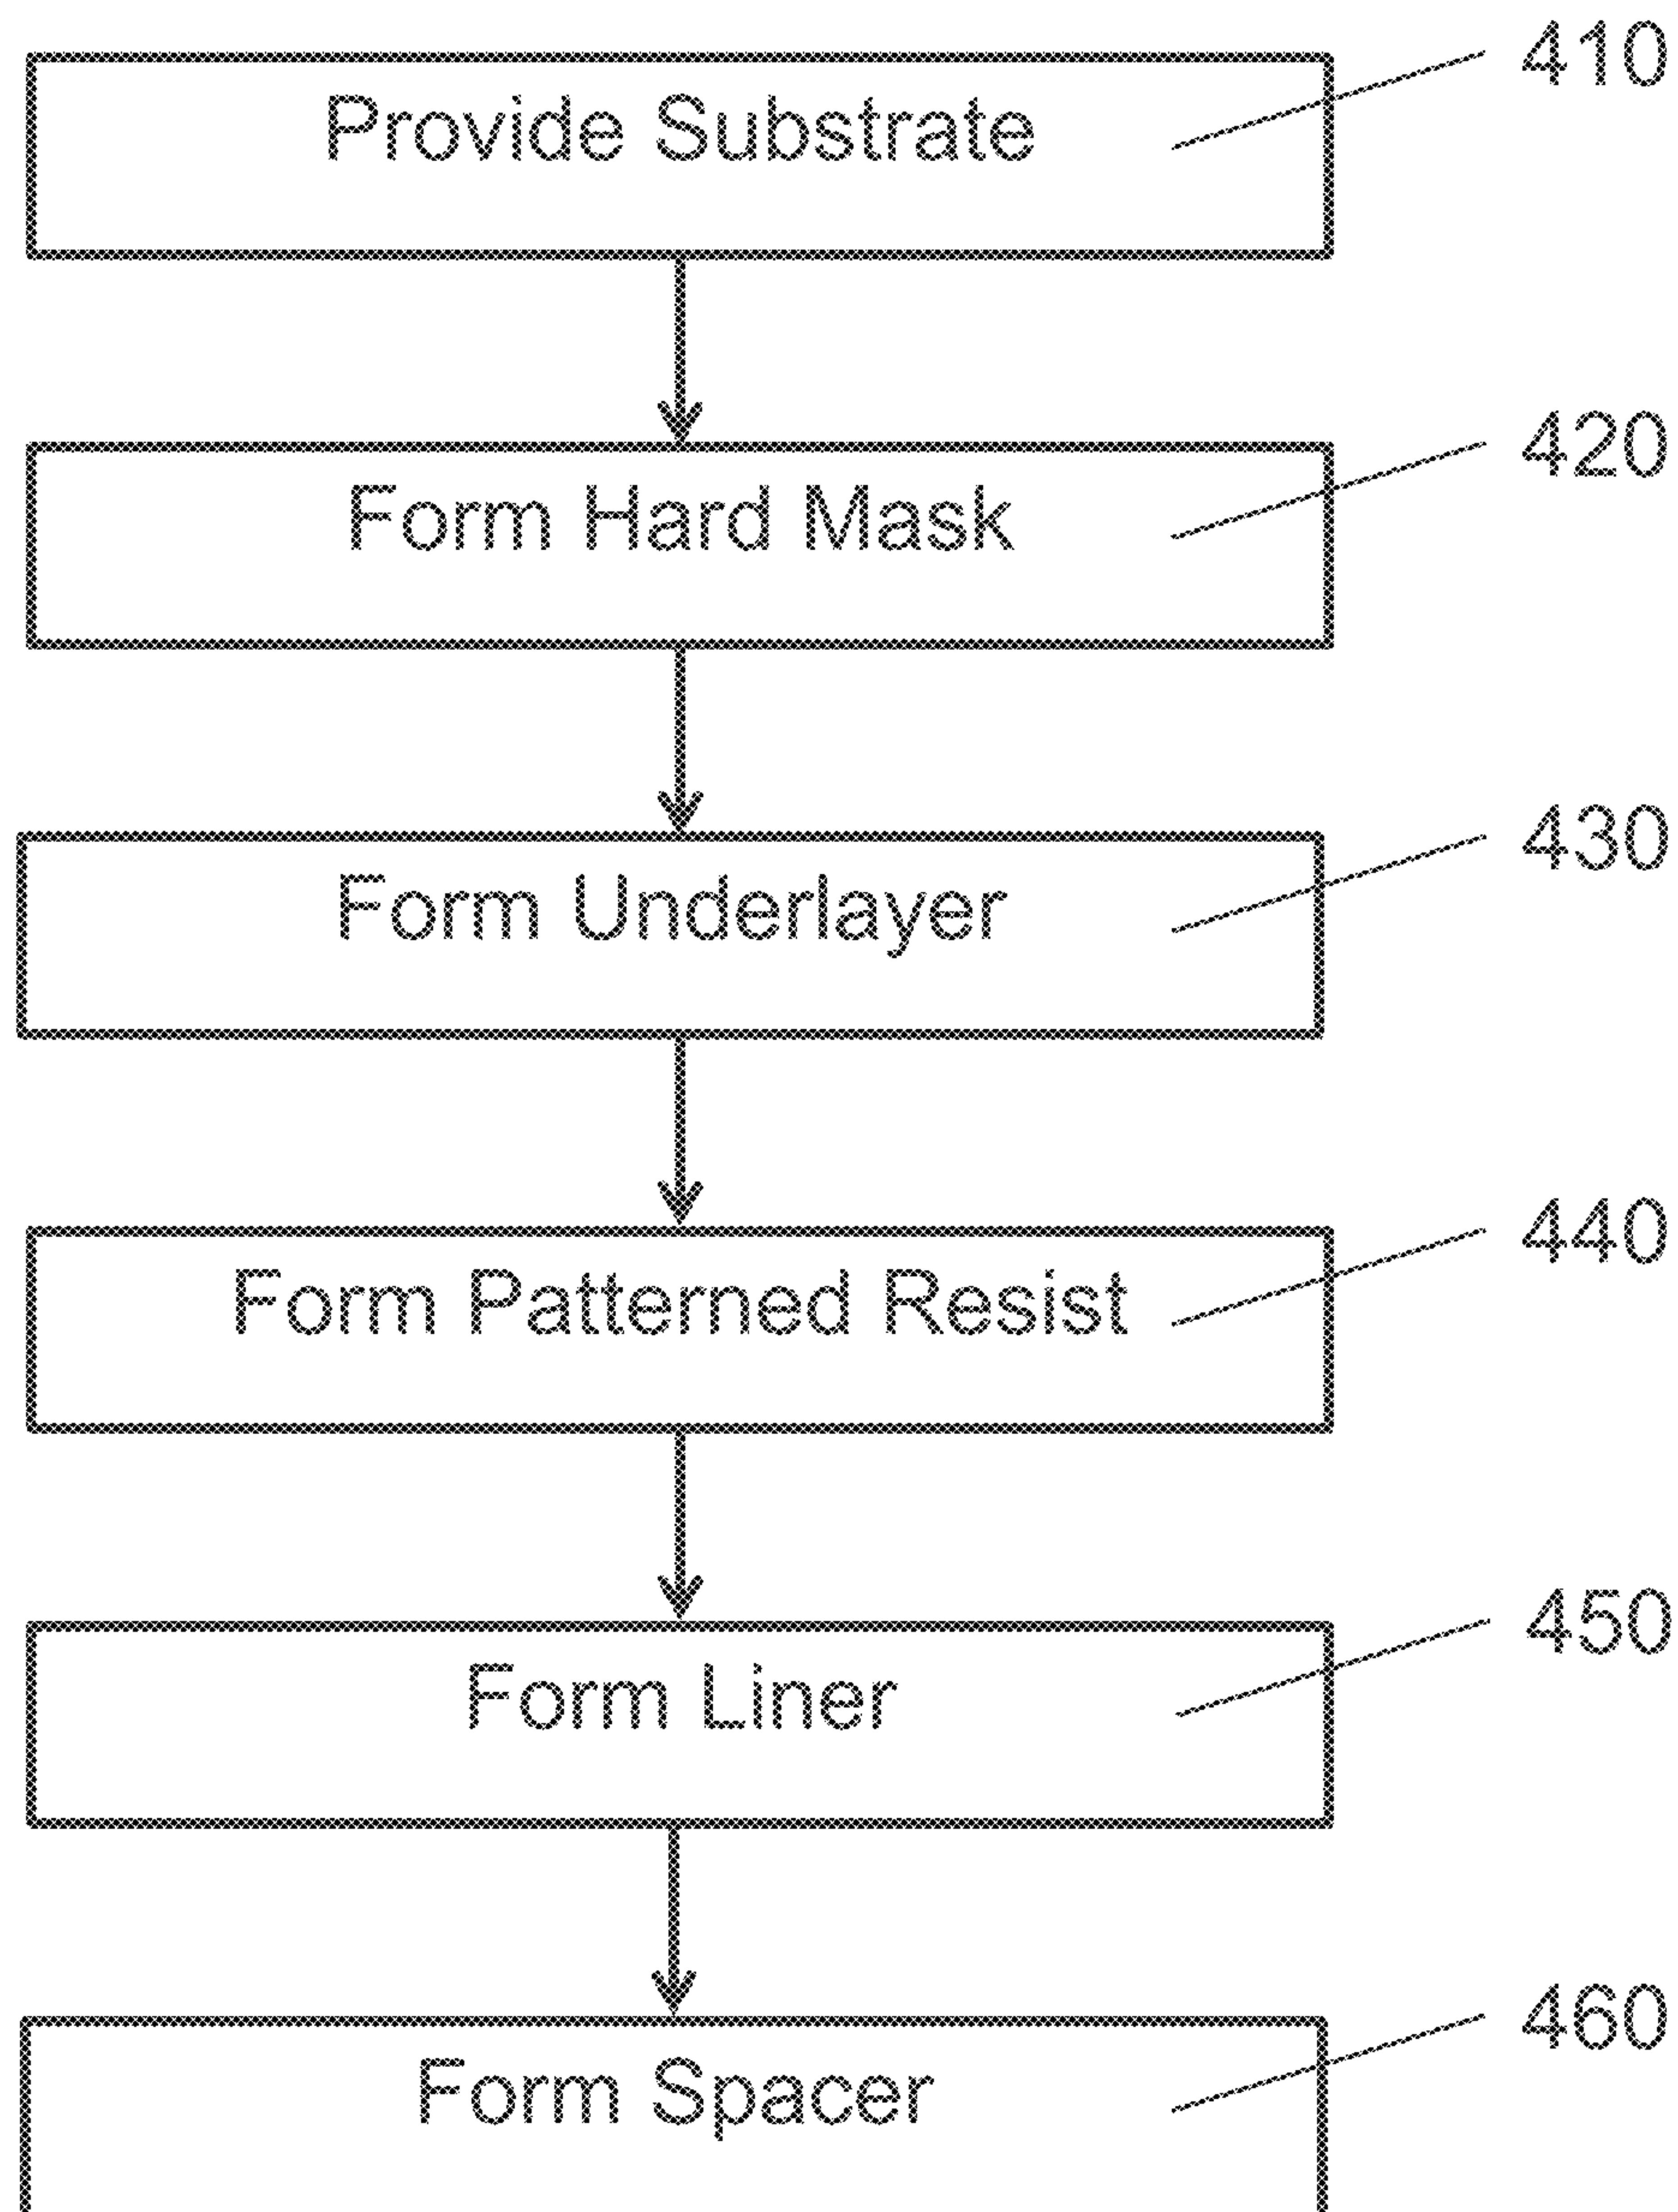 410
Provide Substrate
420
Form Hard Mask
430
Form Underlayer
440
Form Patterned Resist
450
Form Liner
460
Form Spacer